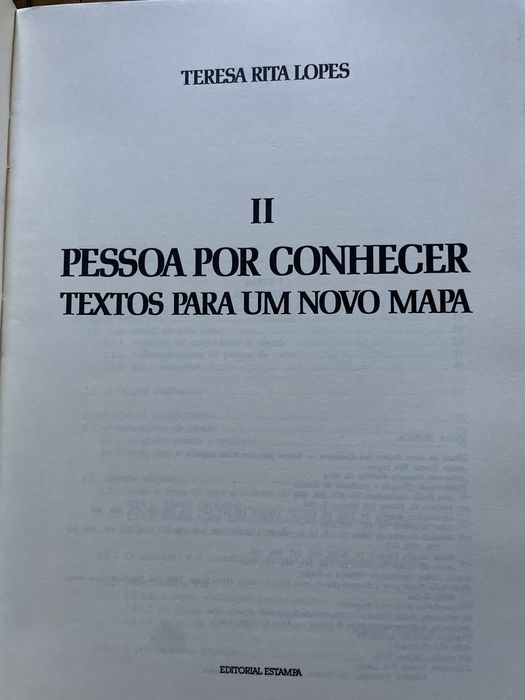 TERESA RITA LOPES
II
PESSOA POR CONHECER
TEXTOS PARA UM NOVO MAPA
EDITORIAL ESTAMPA